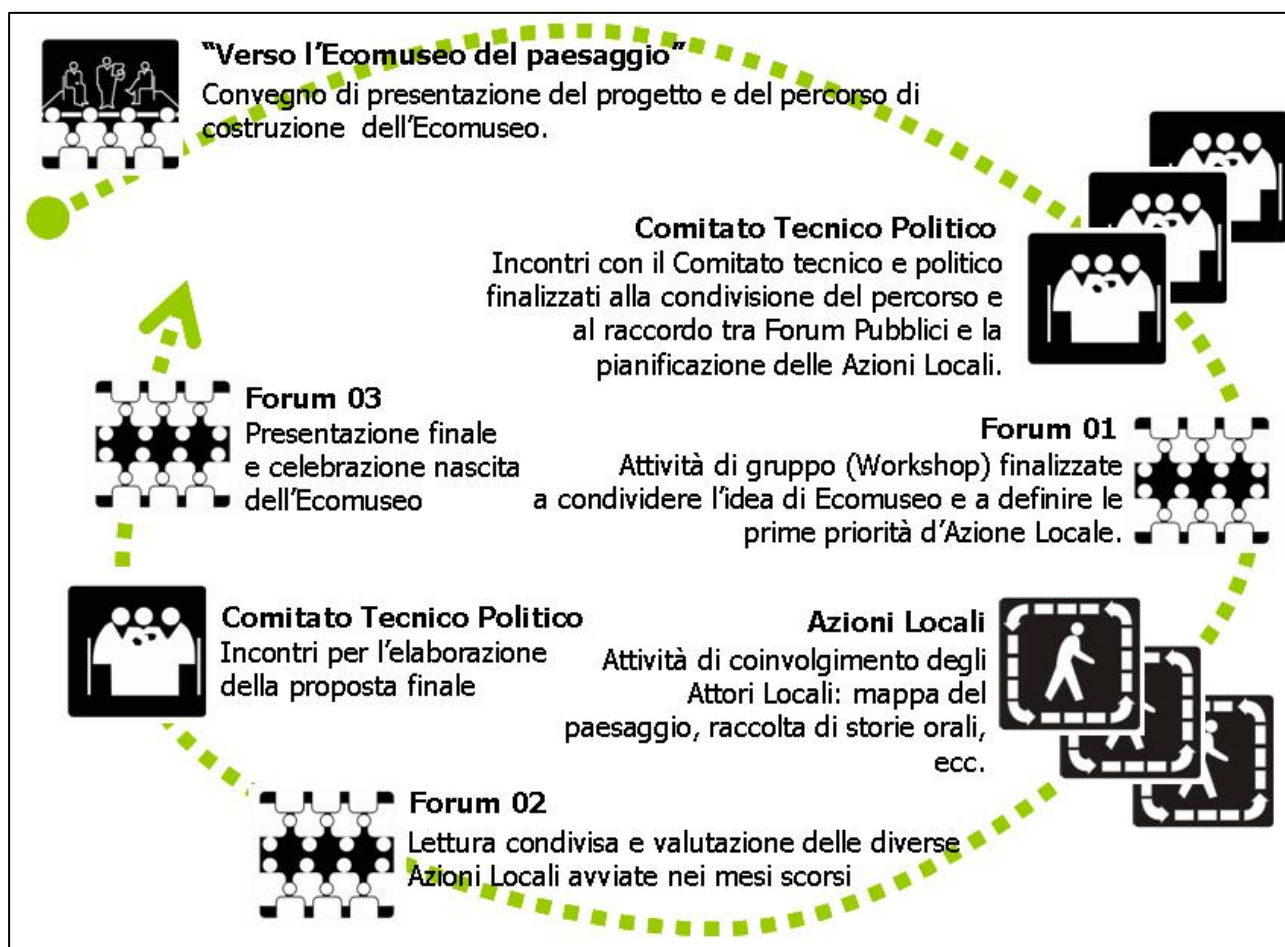 “Verso l’Ecomuseo del paesaggio”
Convegno di presentazione del progetto e del percorso di
costruzione dell’Ecomuseo.
Comitato Tecnico Politico
Incontri con il Comitato tecnico e politico
finalizzati alla condivisione del percorso e
al raccordo tra Forum Pubblici e la
pianificazione delle Azioni Locali.
Forum 01
Attività di gruppo (Workshop) finalizzate
a condividere l’idea di Ecomuseo e a definire le
prime priorità d’Azione Locale.
Azioni Locali
Attività di coinvolgimento degli
Attori Locali: mappa del
paesaggio, raccolta di storie orali,
ecc.
Forum 02
Lettura condivisa e valutazione delle diverse
Azioni Locali avviate nei mesi scorsi
Comitato Tecnico Politico
Incontri per l’elaborazione
della proposta finale
Forum 03
Presentazione finale
e celebrazione nascita
dell’Ecomuseo